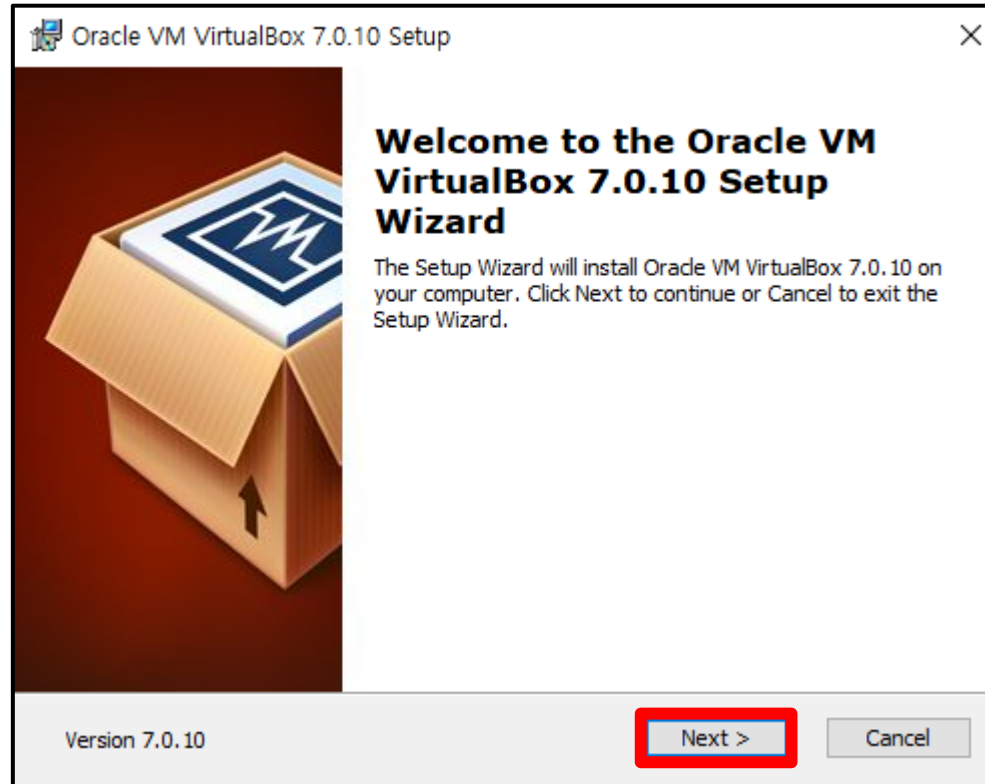 Oracle VM VirtualBox 7.0.10 Setup
Welcome to the Oracle VM
VirtualBox 7.0.10 Setup
Wizard
The Setup Wizard will install Oracle VM VirtualBox 7.0.10 on
your computer. Click Next to continue or Cancel to exit the
Setup Wizard.
Version 7.0.10
Next >
Cancel